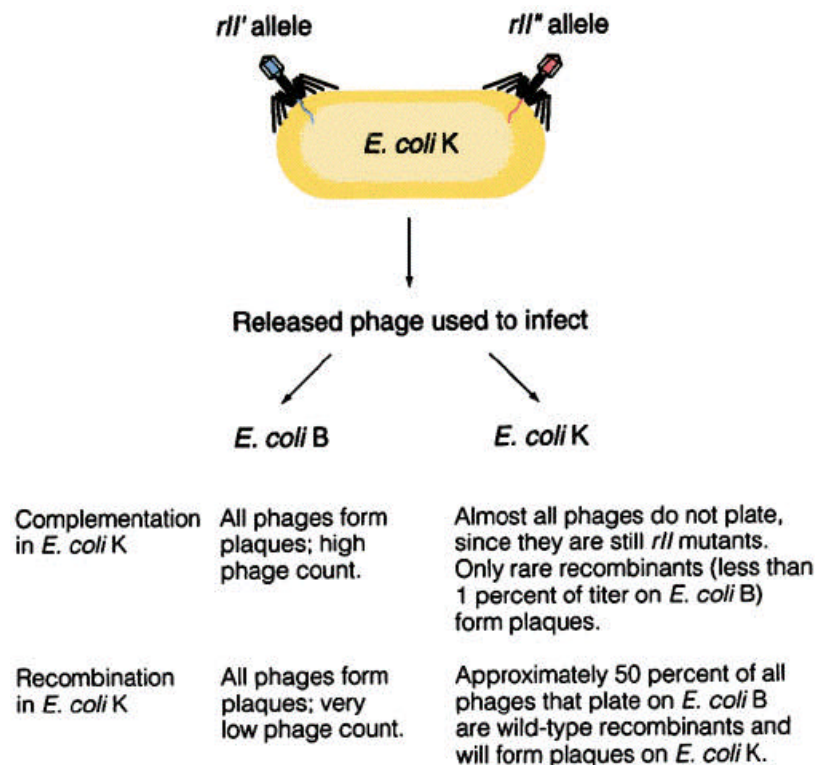 rII' allele
rII" allele
E. coli K
Released phage used to infect
E. coli B
E. coli K
Complementation
in E. coli K
All phages form
plaques; high
phage count.
Almost all phages do not plate,
since they are still rII mutants.
Only rare recombinants (less than
1 percent of titer on E. coli B)
form plaques.
Recombination
in E. coli K
All phages form
plaques; very
low phage count.
Approximately 50 percent of all
phages that plate on E. coli B
are wild-type recombinants and
will form plaques on E. coli K.